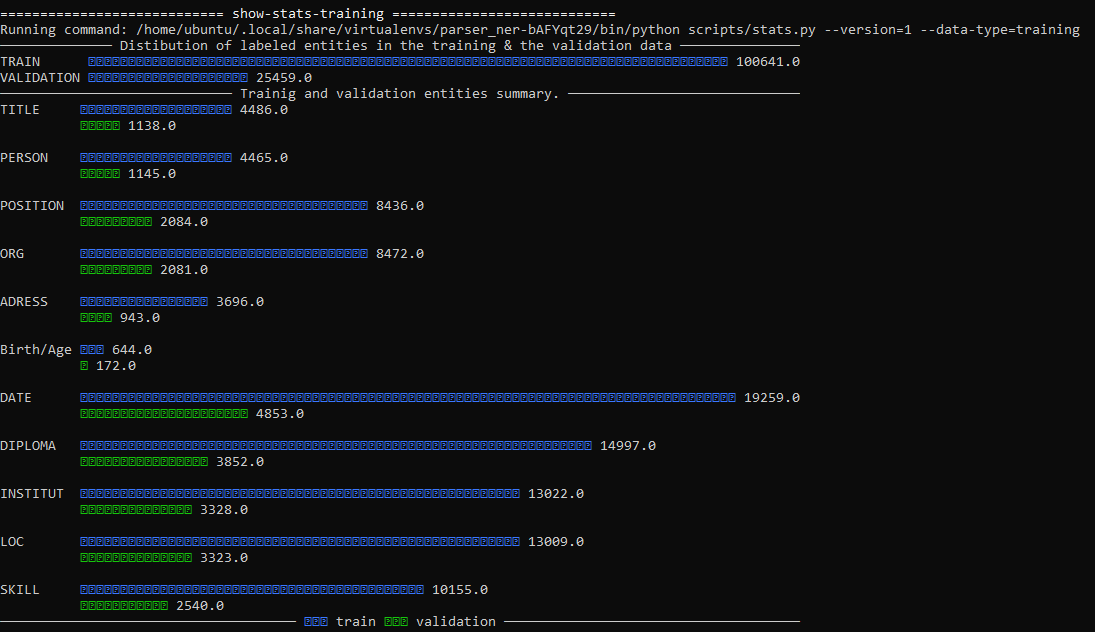 ============================ show-stats-training ============================
Running command: /home/ubuntu/.local/share/virtualenvs/parser_ner-bAFYqt29/bin/python scripts/stats.py --version=1 --data-type=training
Distibution of labeled entities in the training & the validation data
TRAIN 100641.0
VALIDATION 25459.0
Trainig and validation entities summary.
TITLE 4486.0
1138.0
PERSON 4465.0
1145.0
POSITION 8436.0
2084.0
ORG 8472.0
2081.0
ADRESS 3696.0
943.0
Birth/Age 644.0
172.0
DATE 19259.0
4853.0
DIPLOMA 14997.0
3852.0
INSTITUT 13022.0
3328.0
LOC 13009.0
3323.0
SKILL 10155.0
2540.0
train validation